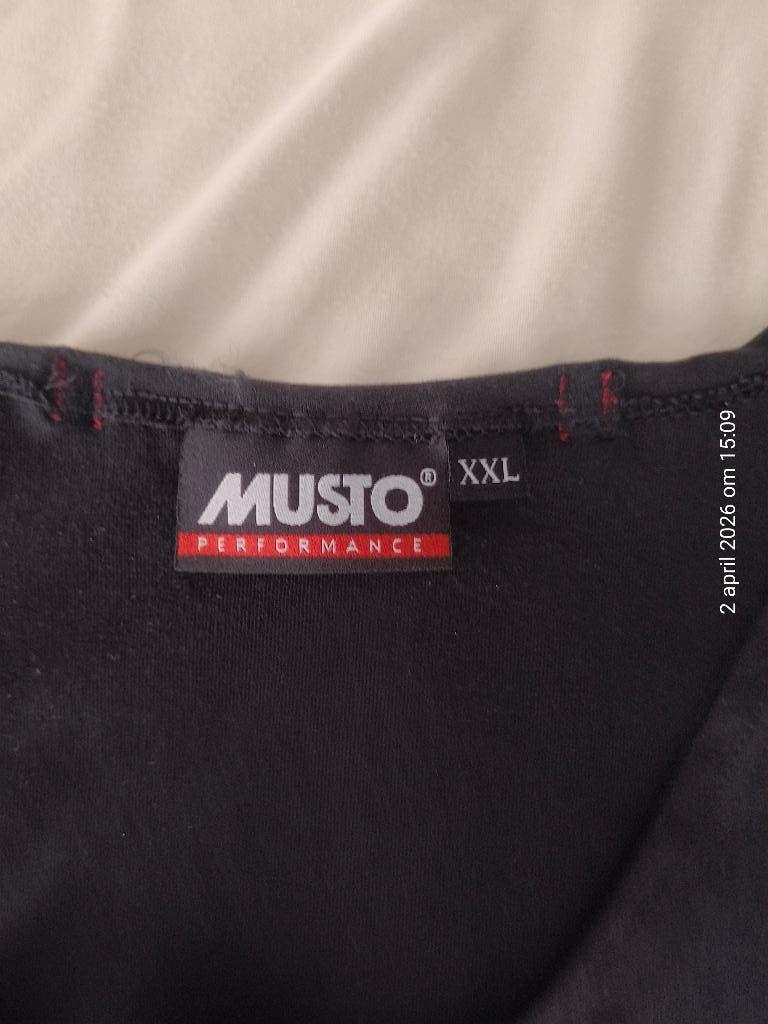 MUSTO®
PERFORMANCE
XXL
2 april 2026 om 15:09